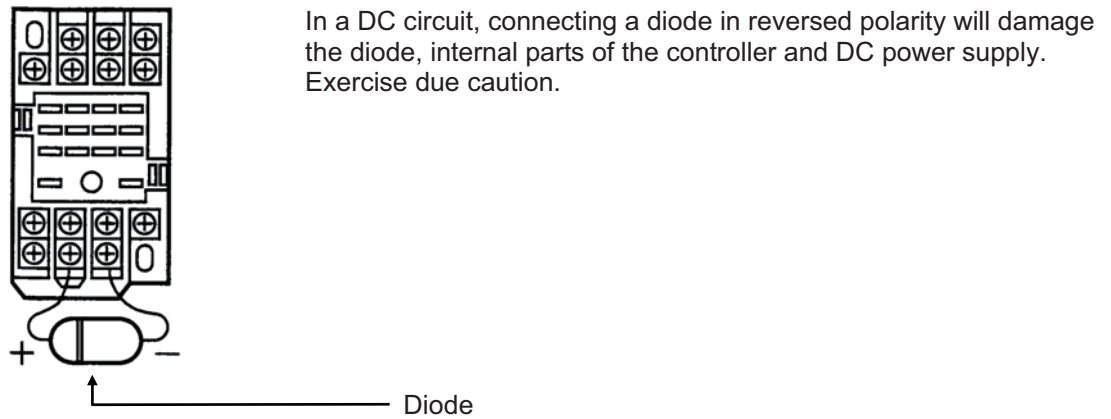 In a DC circuit, connecting a diode in reversed polarity will damage
the diode, internal parts of the controller and DC power supply.
Exercise due caution.
+ —
Diode